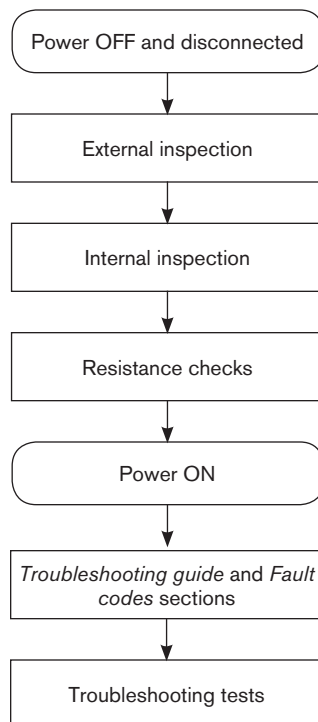 Power OFF and disconnected
External inspection
Internal inspection
Resistance checks
Power ON
Troubleshooting guide and Fault
codes sections
Troubleshooting tests